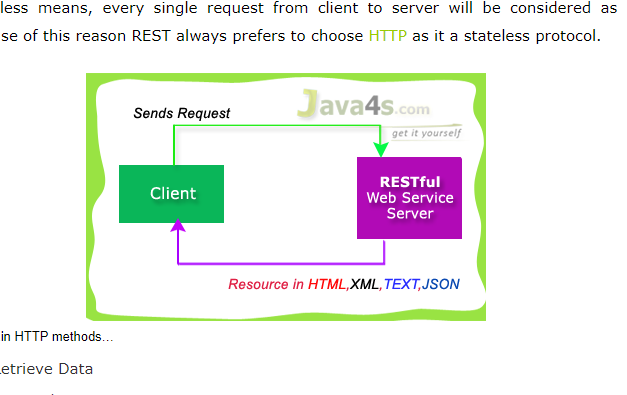 less means, every single request from client to server will be considered as
se of this reason REST always prefers to choose HTTP as it a stateless protocol.
Sends Request
Java4s.com
get it yourself
Client
RESTful
Web Service
Server
Resource in HTML,XML,TEXT,JSON
in HTTP methods...
etrieve Data